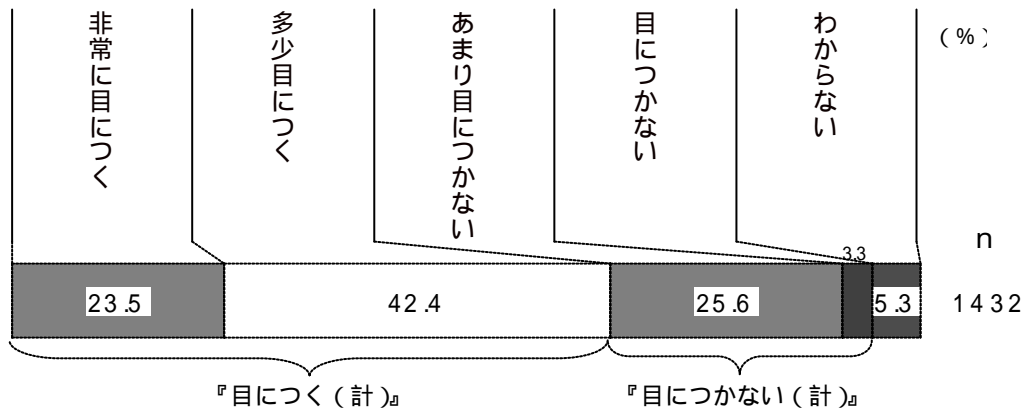 非常に目につく
多少目につく
あまり目につかない
目につかない
わからない
(%)
n
3.3
23.5
42.4
25.6
5.3
1432
『目につく(計)』
『目につかない(計)』